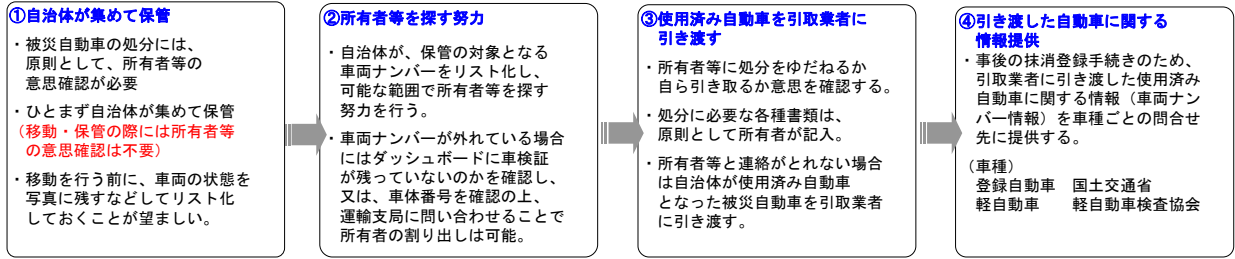 ①自治体が集めて保管
・被災自動車の処分には、
原則として、所有者等の
意思確認が必要
・ひとまず自治体が集めて保管
（移動・保管の際には所有者等
の意思確認は不要）
・移動を行う前に、車両の状態を
写真に残すなどしてリスト化
しておくことが望ましい。
②所有者等を探す努力
・自治体が、保管の対象となる
車両ナンバーをリスト化し、
可能な範囲で所有者等を探す
努力を行う。
・車両ナンバーが外れている場合
にはダッシュボードに車検証
が残っていないのかを確認し、
又は、車体番号を確認の上、
運輸支局に問い合わせることで
所有者の割り出しは可能。
③使用済み自動車を引取業者に
引き渡す
・所有者等に処分をゆだねるか
自ら引き取るか意思を確認する。
・処分に必要な各種書類は、
原則として所有者が記入。
・所有者等と連絡がとれない場合
は自治体が使用済み自動車
となった被災自動車を引取業者
に引き渡す。
④引き渡した自動車に関する
情報提供
・事後の抹消登録手続きのため、
引取業者に引き渡した使用済み
自動車に関する情報（車両ナン
バー情報）を車種ごとの問合せ
先に提供する。
（車種）
登録自動車　国土交通省
軽自動車　　軽自動車検査協会